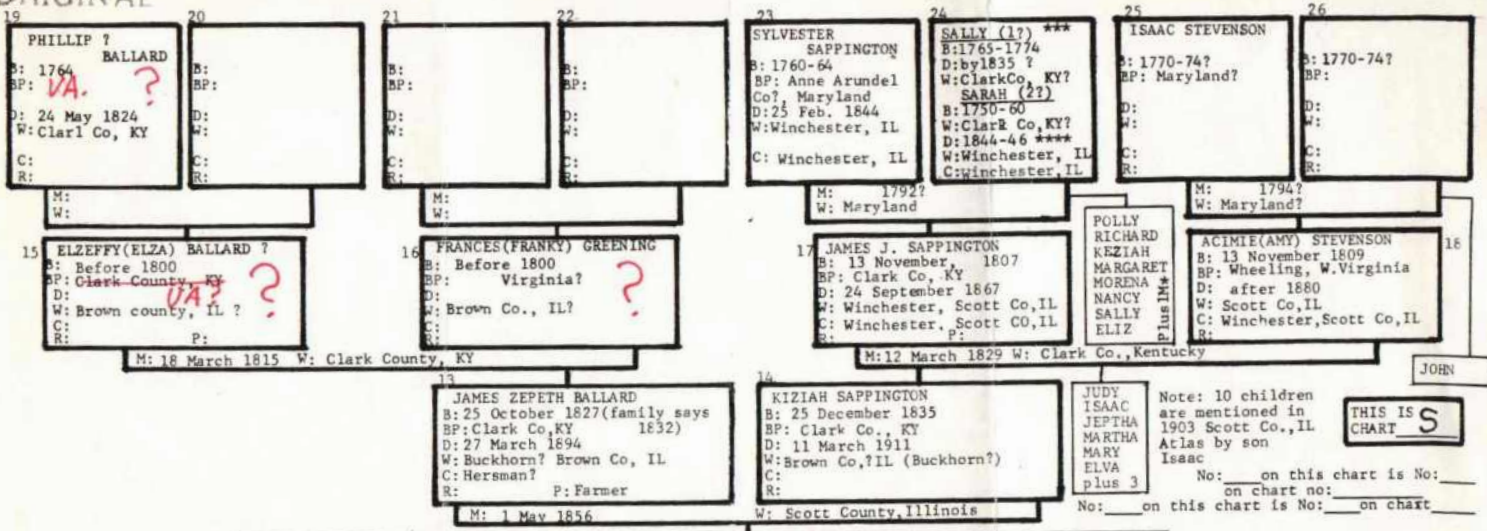 ORIGINAL
19
PHILLIP ?
BALLARD
B: 1764
BP: VA. ?
D: 24 May 1824
W: Clarl Co, KY
C:
R:
20
B:
BP:
D:
W:
C:
R:
M:
W:
21
B:
BP:
D:
W:
C:
R:
22
B:
BP:
D:
W:
C:
R:
M:
W:
23
SYLVESTER
SAPPINGTON
B: 1760-64
BP: Anne Arundel
Co?, Maryland
D:25 Feb. 1844
W:Winchester, IL
C: Winchester, IL
24
SALLY (1?) ***
B:1765-1774
D:by1835 ?
W:ClarkCo, KY?
SARAH (2?)
B:1750-60
W:ClarK Co,KY?
D:1844-46 ****
W:Winchester, IL
C:winchester,IL
M: 1792?
W: Maryland
25
ISAAC STEVENSON
B: 1770-74?
BP: Maryland?
D:
W:
C:
R:
26
B: 1770-74?
BP:
D:
W:
C:
R:
M: 1794?
W: Maryland?
15
ELZEFFY(ELZA) BALLARD ?
B: Before 1800
BP: Clark County, KY
VA? ?
D:
W: Brown county, IL ?
C:
R: P:
16
FRANCES(FRANKY) GREENING
B: Before 1800
BP: Virginia? ?
D:
W: Brown Co., IL?
C:
R:
M: 18 March 1815 W: Clark County, KY
17
JAMES J. SAPPINGTON
B: 13 November, 1807
BP: Clark Co, KY
D: 24 September 1867
W: Winchester, Scott Co,IL
C: Winchester, Scott CO,IL
R: P:
POLLY
RICHARD
KEZIAH
MARGARET
MORENA
NANCY
SALLY
ELIZ
Plus1M*
18
ACIMIE(AMY) STEVENSON
B: 13 November 1809
BP: Wheeling, W.Virginia
D: after 1880
W: Scott Co,IL
C: Winchester,Scott Co,IL
R:
M:12 March 1829 W: Clark Co.,Kentucky
JOHN
13
JAMES ZEPETH BALLARD
B:25 October 1827(family says
BP:Clark Co,KY 1832)
D:27 March 1894
W:Buckhorn? Brown Co, IL
C:Hersman?
R: P:Farmer
14
KIZIAH SAPPINGTON
B: 25 December 1835
BP: Clark Co., KY
D: 11 March 1911
W:Brown Co,?IL (Buckhorn?)
C:
R:
M: 1 May 1856 W: Scott County,Illinois
JUDY
ISAAC
JEPTHA
MARTHA
MARY
ELVA
plus 3
Note: 10 children
are mentioned in
1903 Scott Co.,IL
Atlas by son
Isaac
THIS IS
CHART S
No:____on this chart is No:____
on chart no:________
No:____on this chart is No:____on chart____